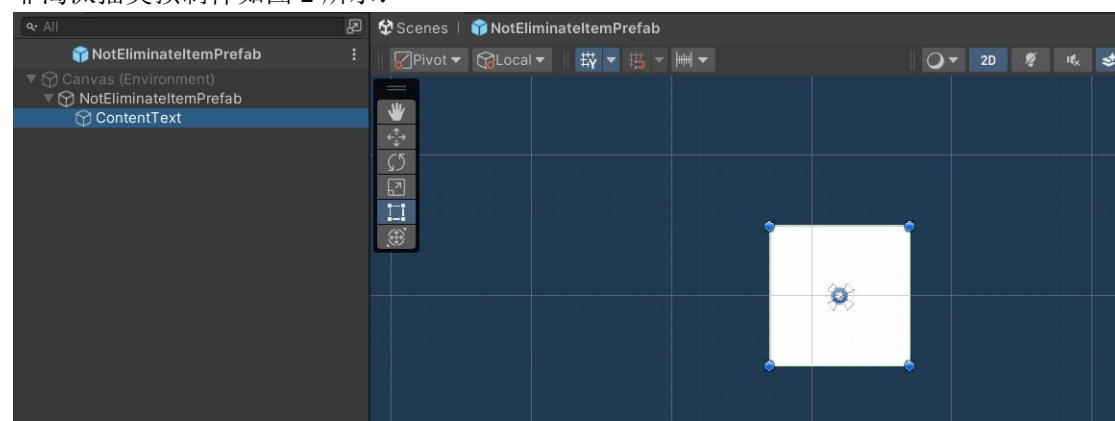 All
Scenes | NotEliminateItemPrefab
NotEliminateItemPrefab
Pivot Local 2D
Canvas (Environment)
NotEliminateItemPrefab
ContentText